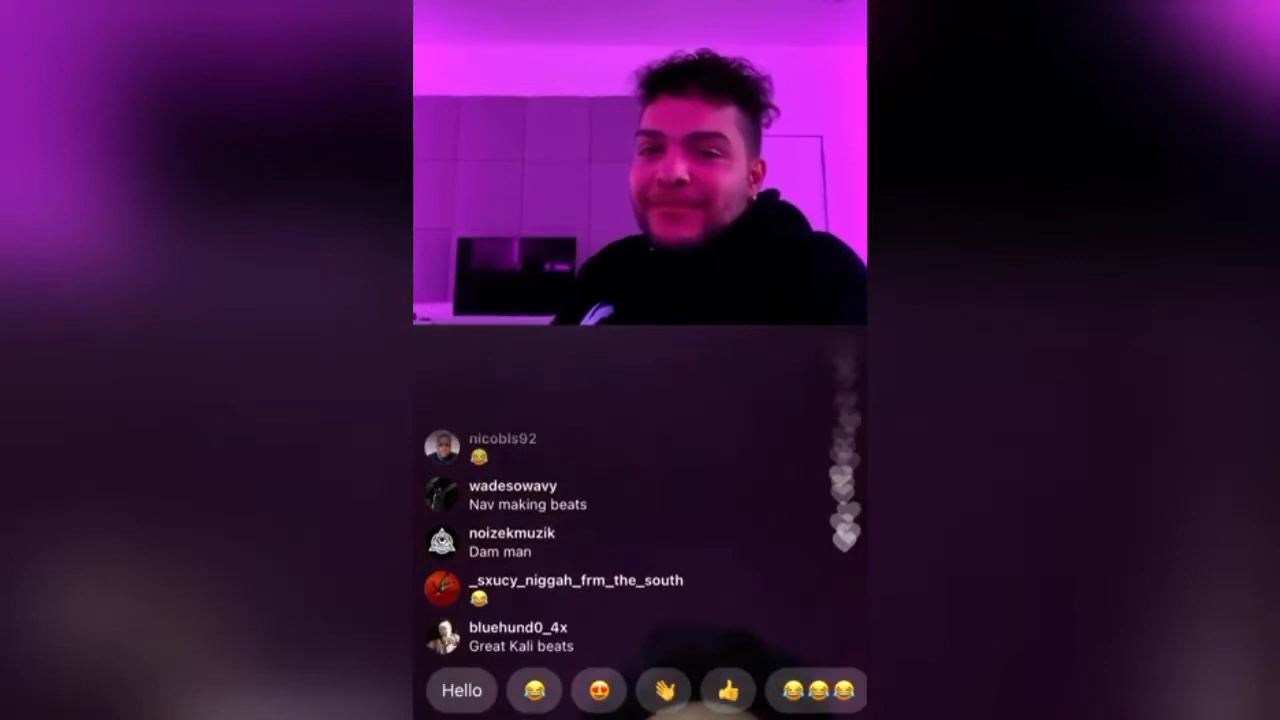 nicobls92
😂
wadesowavy
Nav making beats
noizekmuzik
Dam man
_sxucy_niggah_frm_the_south
😂
bluehund0_4x
Great Kali beats
Hello 😂 😍 👋 👍 😂😂😂